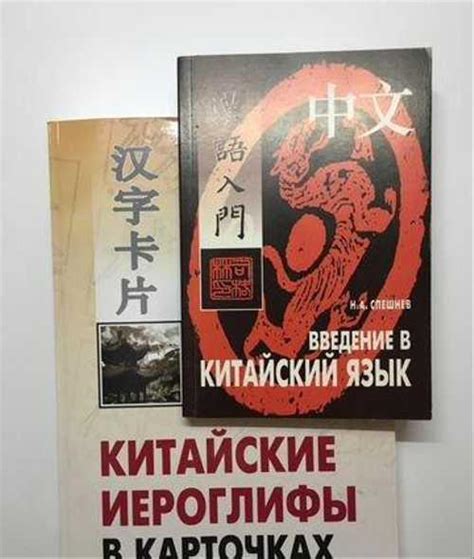 中文
漢語入門
Н.А. СПЕШНЕВ
ВВЕДЕНИЕ В
КИТАЙСКИЙ ЯЗЫК
汉字卡片
КИТАЙСКИЕ
ИЕРОГЛИФЫ
В КАРТОЧКАХ